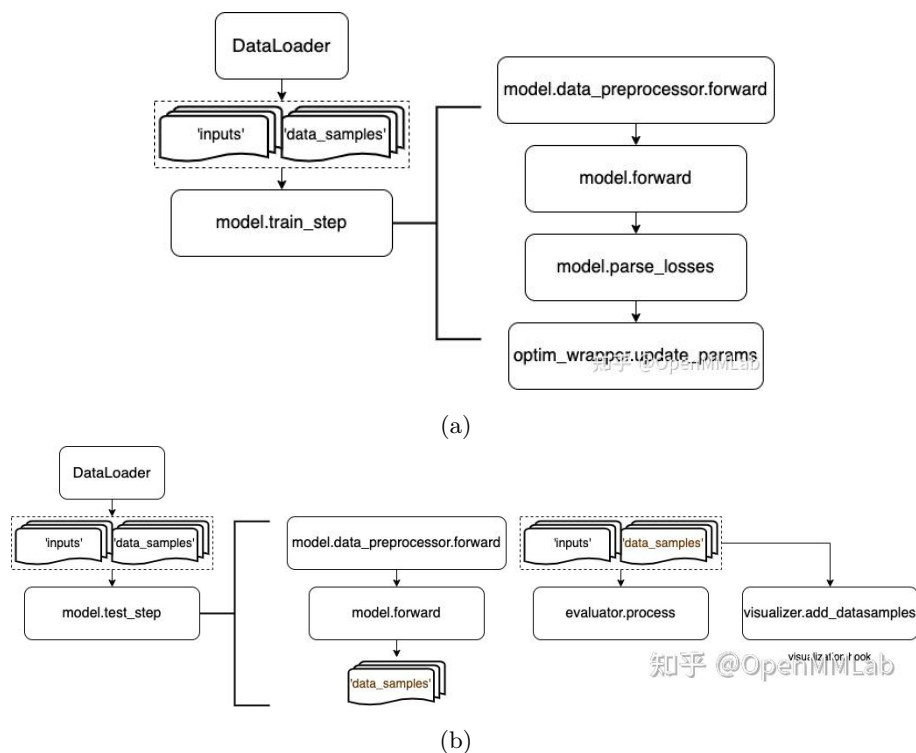 DataLoader
'inputs' 'data_samples'
model.train_step
model.data_preprocessor.forward
model.forward
model.parse_losses
optim_wrapper.update_params
知乎 @OpenMMLab
(a)
DataLoader
'inputs' 'data_samples'
model.test_step
model.data_preprocessor.forward
model.forward
'data_samples'
'inputs' 'data_samples'
evaluator.process
visualizer.add_datasamples
知乎 @OpenMMLab
(b)